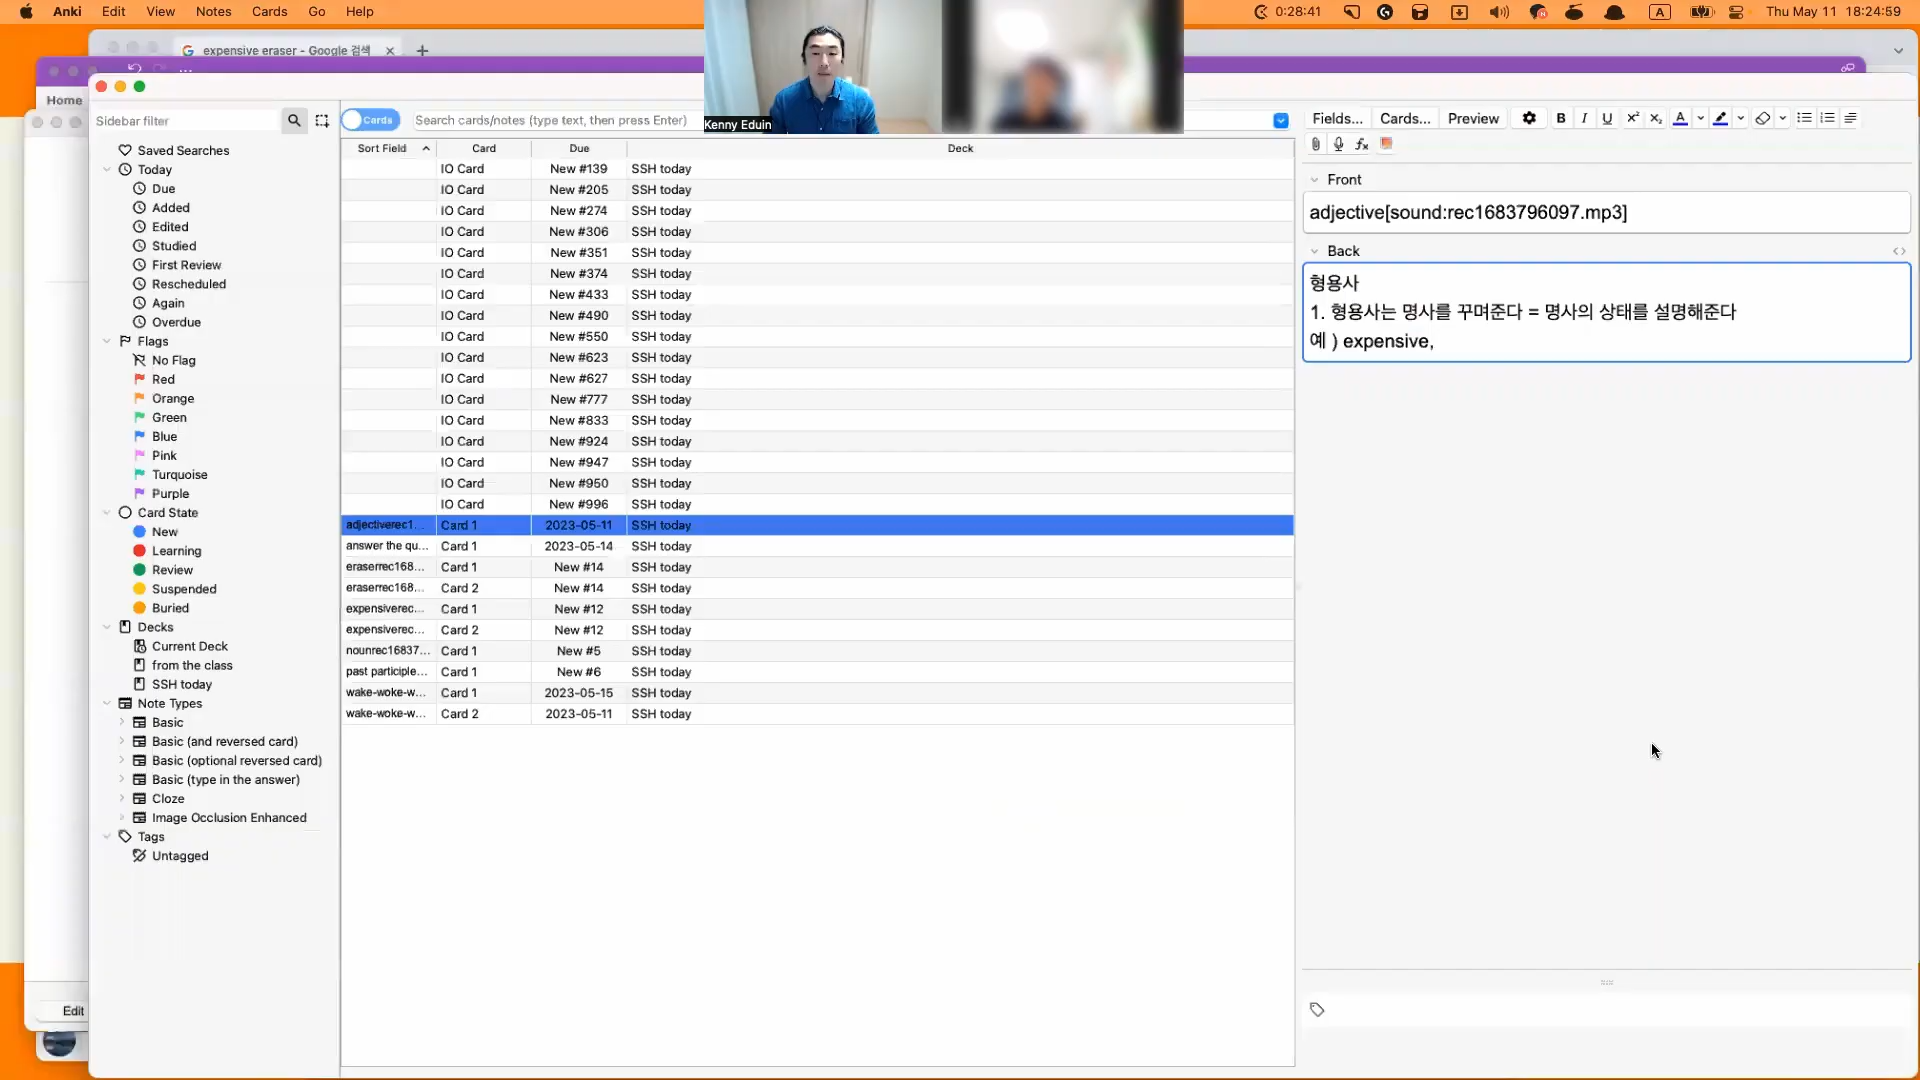 Anki Edit View Notes Cards Go Help
0:28:41 A Thu May 11 18:24:59
expensive eraser - Google 검색
Home
Kenny Eduin
Sidebar filter
Cards
Search cards/notes (type text, then press Enter)
Fields... Cards... Preview
B I U
Sort Field Card Due Deck
Saved Searches
Today
Due
Added
Edited
Studied
First Review
Rescheduled
Again
Overdue
Flags
No Flag
Red
Orange
Green
Blue
Pink
Turquoise
Purple
Card State
New
Learning
Review
Suspended
Buried
Decks
Current Deck
from the class
SSH today
Note Types
Basic
Basic (and reversed card)
Basic (optional reversed card)
Basic (type in the answer)
Cloze
Image Occlusion Enhanced
Tags
Untagged
IO Card New #139 SSH today
IO Card New #205 SSH today
IO Card New #274 SSH today
IO Card New #306 SSH today
IO Card New #351 SSH today
IO Card New #374 SSH today
IO Card New #433 SSH today
IO Card New #490 SSH today
IO Card New #550 SSH today
IO Card New #623 SSH today
IO Card New #627 SSH today
IO Card New #777 SSH today
IO Card New #833 SSH today
IO Card New #924 SSH today
IO Card New #947 SSH today
IO Card New #950 SSH today
IO Card New #996 SSH today
adjectiverec1... Card 1 2023-05-11 SSH today
answer the qu... Card 1 2023-05-14 SSH today
eraserrec168... Card 1 New #14 SSH today
eraserrec168... Card 2 New #14 SSH today
expensiverec... Card 1 New #12 SSH today
expensiverec... Card 2 New #12 SSH today
nounrec16837... Card 1 New #5 SSH today
past participle... Card 1 New #6 SSH today
wake-woke-w... Card 1 2023-05-15 SSH today
wake-woke-w... Card 2 2023-05-11 SSH today
Front
adjective[sound:rec1683796097.mp3]
Back
형용사
1. 형용사는 명사를 꾸며준다 = 명사의 상태를 설명해준다
예 ) expensive,
Edit